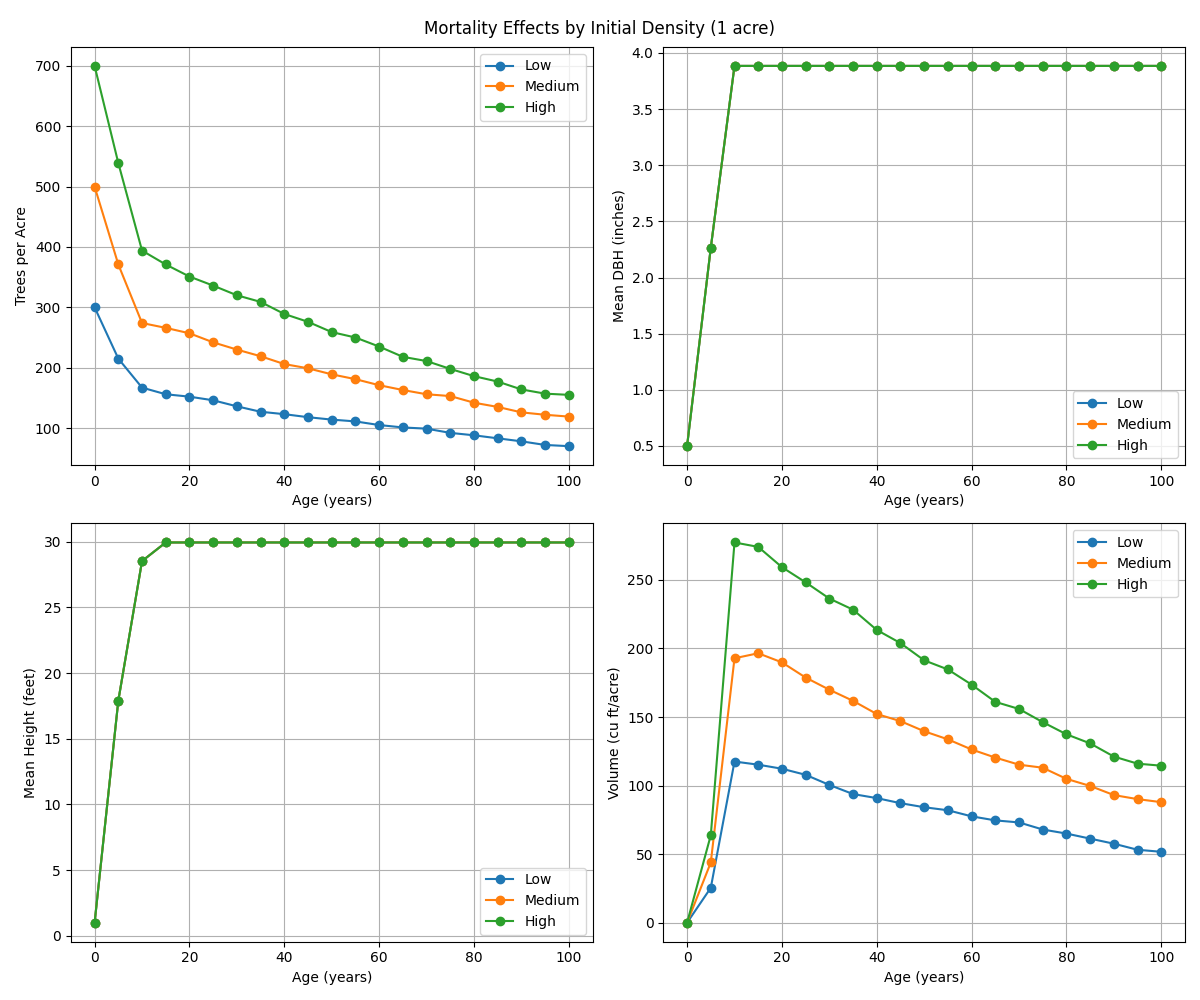 Mortality Effects by Initial Density (1 acre)
Trees per Acre
700
600
500
400
300
200
100
0 20 40 60 80 100
Age (years)
Low
Medium
High
Mean DBH (inches)
4.0
3.5
3.0
2.5
2.0
1.5
1.0
0.5
0 20 40 60 80 100
Age (years)
Low
Medium
High
Mean Height (feet)
30
25
20
15
10
5
0
0 20 40 60 80 100
Age (years)
Low
Medium
High
Volume (cu ft/acre)
250
200
150
100
50
0
0 20 40 60 80 100
Age (years)
Low
Medium
High